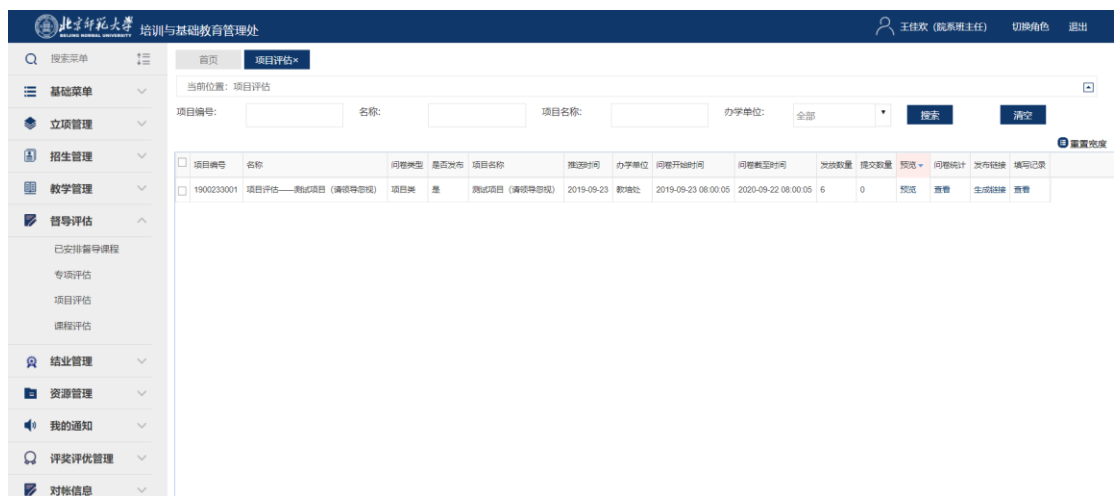 北京师范大学 培训与基础教育管理处 王佳欢 (院系班主任) 切换角色 退出
BEIJING NORMAL UNIVERSITY
搜索菜单
基础菜单
立项管理
招生管理
教学管理
督导评估
已安排督导课程
专项评估
项目评估
课程评估
结业管理
资源管理
我的通知
评奖评优管理
对帐信息
首页 项目评估×
当前位置: 项目评估
项目编号: 名称: 项目名称: 办学单位: 全部 搜索 清空
重置宽度
项目编号 名称 问卷类型 是否发布 项目名称 推送时间 办学单位 问卷开始时间 问卷截至时间 发放数量 提交数量 预览 问卷统计 发布链接 填写记录
1900233001 项目评估——测试项目 (请领导忽视) 项目类 是 测试项目 (请领导忽视) 2019-09-23 教培处 2019-09-23 08:00:05 2020-09-22 08:00:05 6 0 预览 查看 生成链接 查看